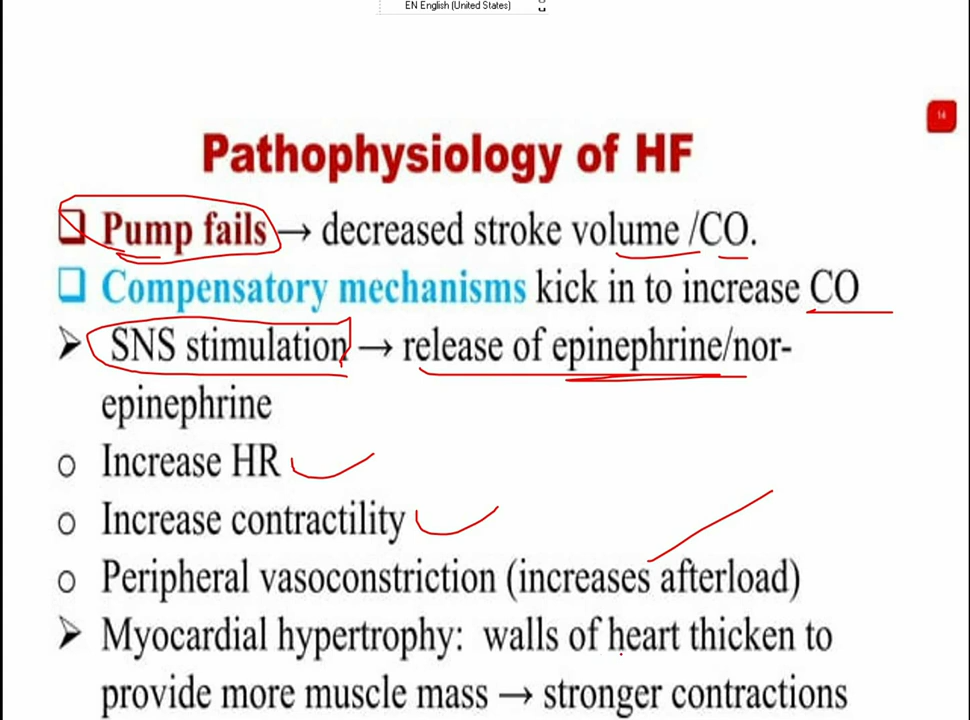 EN English (United States)
14
Pathophysiology of HF
Pump fails → decreased stroke volume /CO.
Compensatory mechanisms kick in to increase CO
SNS stimulation → release of epinephrine/nor-
epinephrine
Increase HR
Increase contractility
Peripheral vasoconstriction (increases afterload)
Myocardial hypertrophy: walls of heart thicken to
provide more muscle mass → stronger contractions